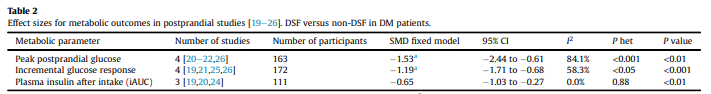 Table 2
Effect sizes for metabolic outcomes in postprandial studies [19–26]. DSF versus non-DSF in DM patients.
Metabolic parameter Number of studies Number of participants SMD fixed model 95% CI I² P het P value
Peak postprandial glucose 4 [20–22,26] 163 −1.53ᵃ −2.44 to −0.61 84.1% <0.001 <0.01
Incremental glucose response 4 [19,21,25,26] 172 −1.19ᵃ −1.71 to −0.68 58.3% <0.05 <0.001
Plasma insulin after intake (iAUC) 3 [19,20,24] 111 −0.65 −1.03 to −0.27 0.0% 0.88 <0.01